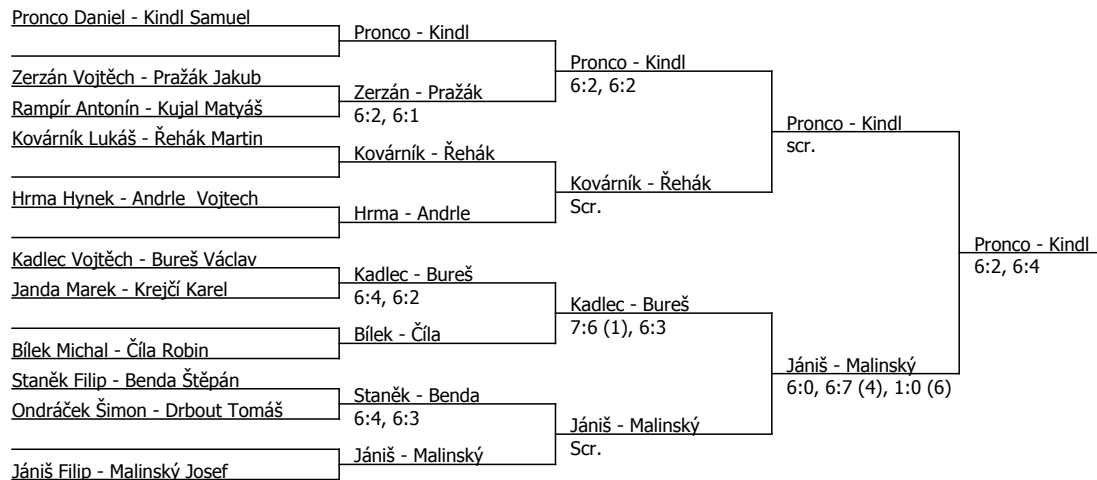 Pronco Daniel - Kindl Samuel
Pronco - Kindl
Pronco - Kindl
6:2, 6:2
Zerzán Vojtěch - Pražák Jakub
Zerzán - Pražák
6:2, 6:1
Rampír Antonín - Kujal Matyáš
Pronco - Kindl
scr.
Kovárník Lukáš - Řehák Martin
Kovárník - Řehák
Kovárník - Řehák
Scr.
Hrma Hynek - Andrle  Vojtech
Hrma - Andrle
Pronco - Kindl
6:2, 6:4
Kadlec Vojtěch - Bureš Václav
Kadlec - Bureš
6:4, 6:2
Janda Marek - Krejčí Karel
Kadlec - Bureš
7:6 (1), 6:3
Bílek - Číla
Bílek Michal - Číla Robin
Jániš - Malinský
6:0, 6:7 (4), 1:0 (6)
Staněk Filip - Benda Štěpán
Staněk - Benda
6:4, 6:3
Ondráček Šimon - Drbout Tomáš
Jániš - Malinský
Scr.
Jániš - Malinský
Jániš Filip - Malinský Josef